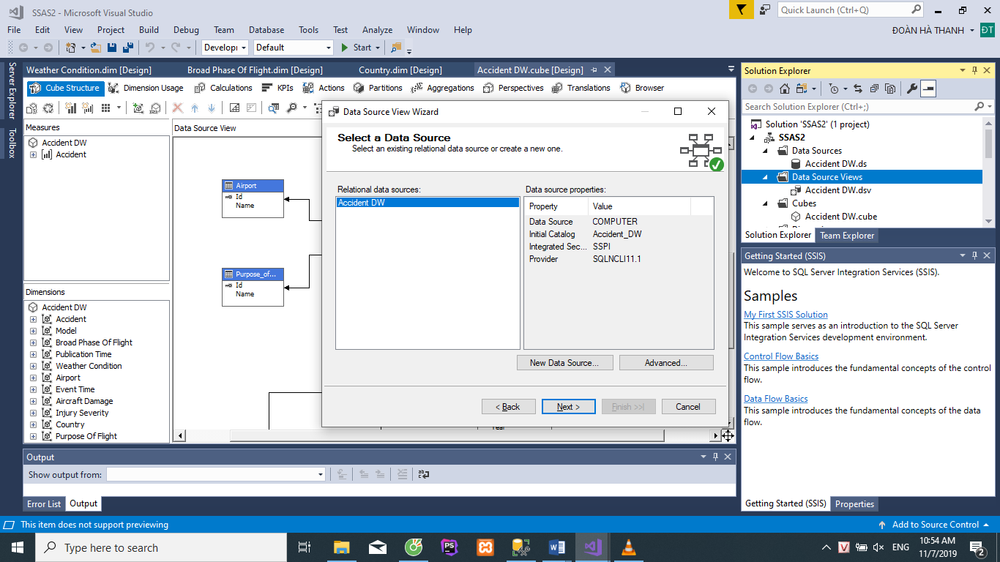 SSAS2 - Microsoft Visual Studio
Quick Launch (Ctrl+Q)
File Edit View Project Build Debug Team Database Tools Test Analyze Window Help
ĐOÀN HÀ THANH
ĐT
Develop Default Start
Server Explorer
Toolbox
Weather Condition.dim [Design] Broad Phase Of Flight.dim [Design] Country.dim [Design] Accident DW.cube [Design]
Cube Structure Dimension Usage Calculations KPIs Actions Partitions Aggregations Perspectives Translations Browser
Measures
Accident DW
Accident
Dimensions
Accident DW
Accident
Model
Broad Phase Of Flight
Publication Time
Weather Condition
Airport
Event Time
Aircraft Damage
Injury Severity
Country
Purpose Of Flight
Data Source View
Airport
Id
Name
Purpose_of...
Id
Name
Year
Data Source View Wizard
Select a Data Source
Select an existing relational data source or create a new one.
Relational data sources:
Accident DW
Data source properties:
Property Value
Data Source COMPUTER
Initial Catalog Accident_DW
Integrated Sec... SSPI
Provider SQLNCLI11.1
New Data Source... Advanced...
< Back Next > Finish >>| Cancel
Solution Explorer
Search Solution Explorer (Ctrl+;)
Solution 'SSAS2' (1 project)
SSAS2
Data Sources
Accident DW.ds
Data Source Views
Accident DW.dsv
Cubes
Accident DW.cube
Solution Explorer Team Explorer
Getting Started (SSIS)
Welcome to SQL Server Integration Services (SSIS).
Samples
My First SSIS Solution
This sample serves as an introduction to the SQL Server
Integration Services development environment.
Control Flow Basics
This sample introduces the fundamental concepts of the control
flow.
Data Flow Basics
This sample introduces the fundamental concepts of the data
flow.
Getting Started (SSIS) Properties
Output
Show output from:
Error List Output
This item does not support previewing
Add to Source Control
Type here to search
PS
W
V
ENG
10:54 AM
11/7/2019
2